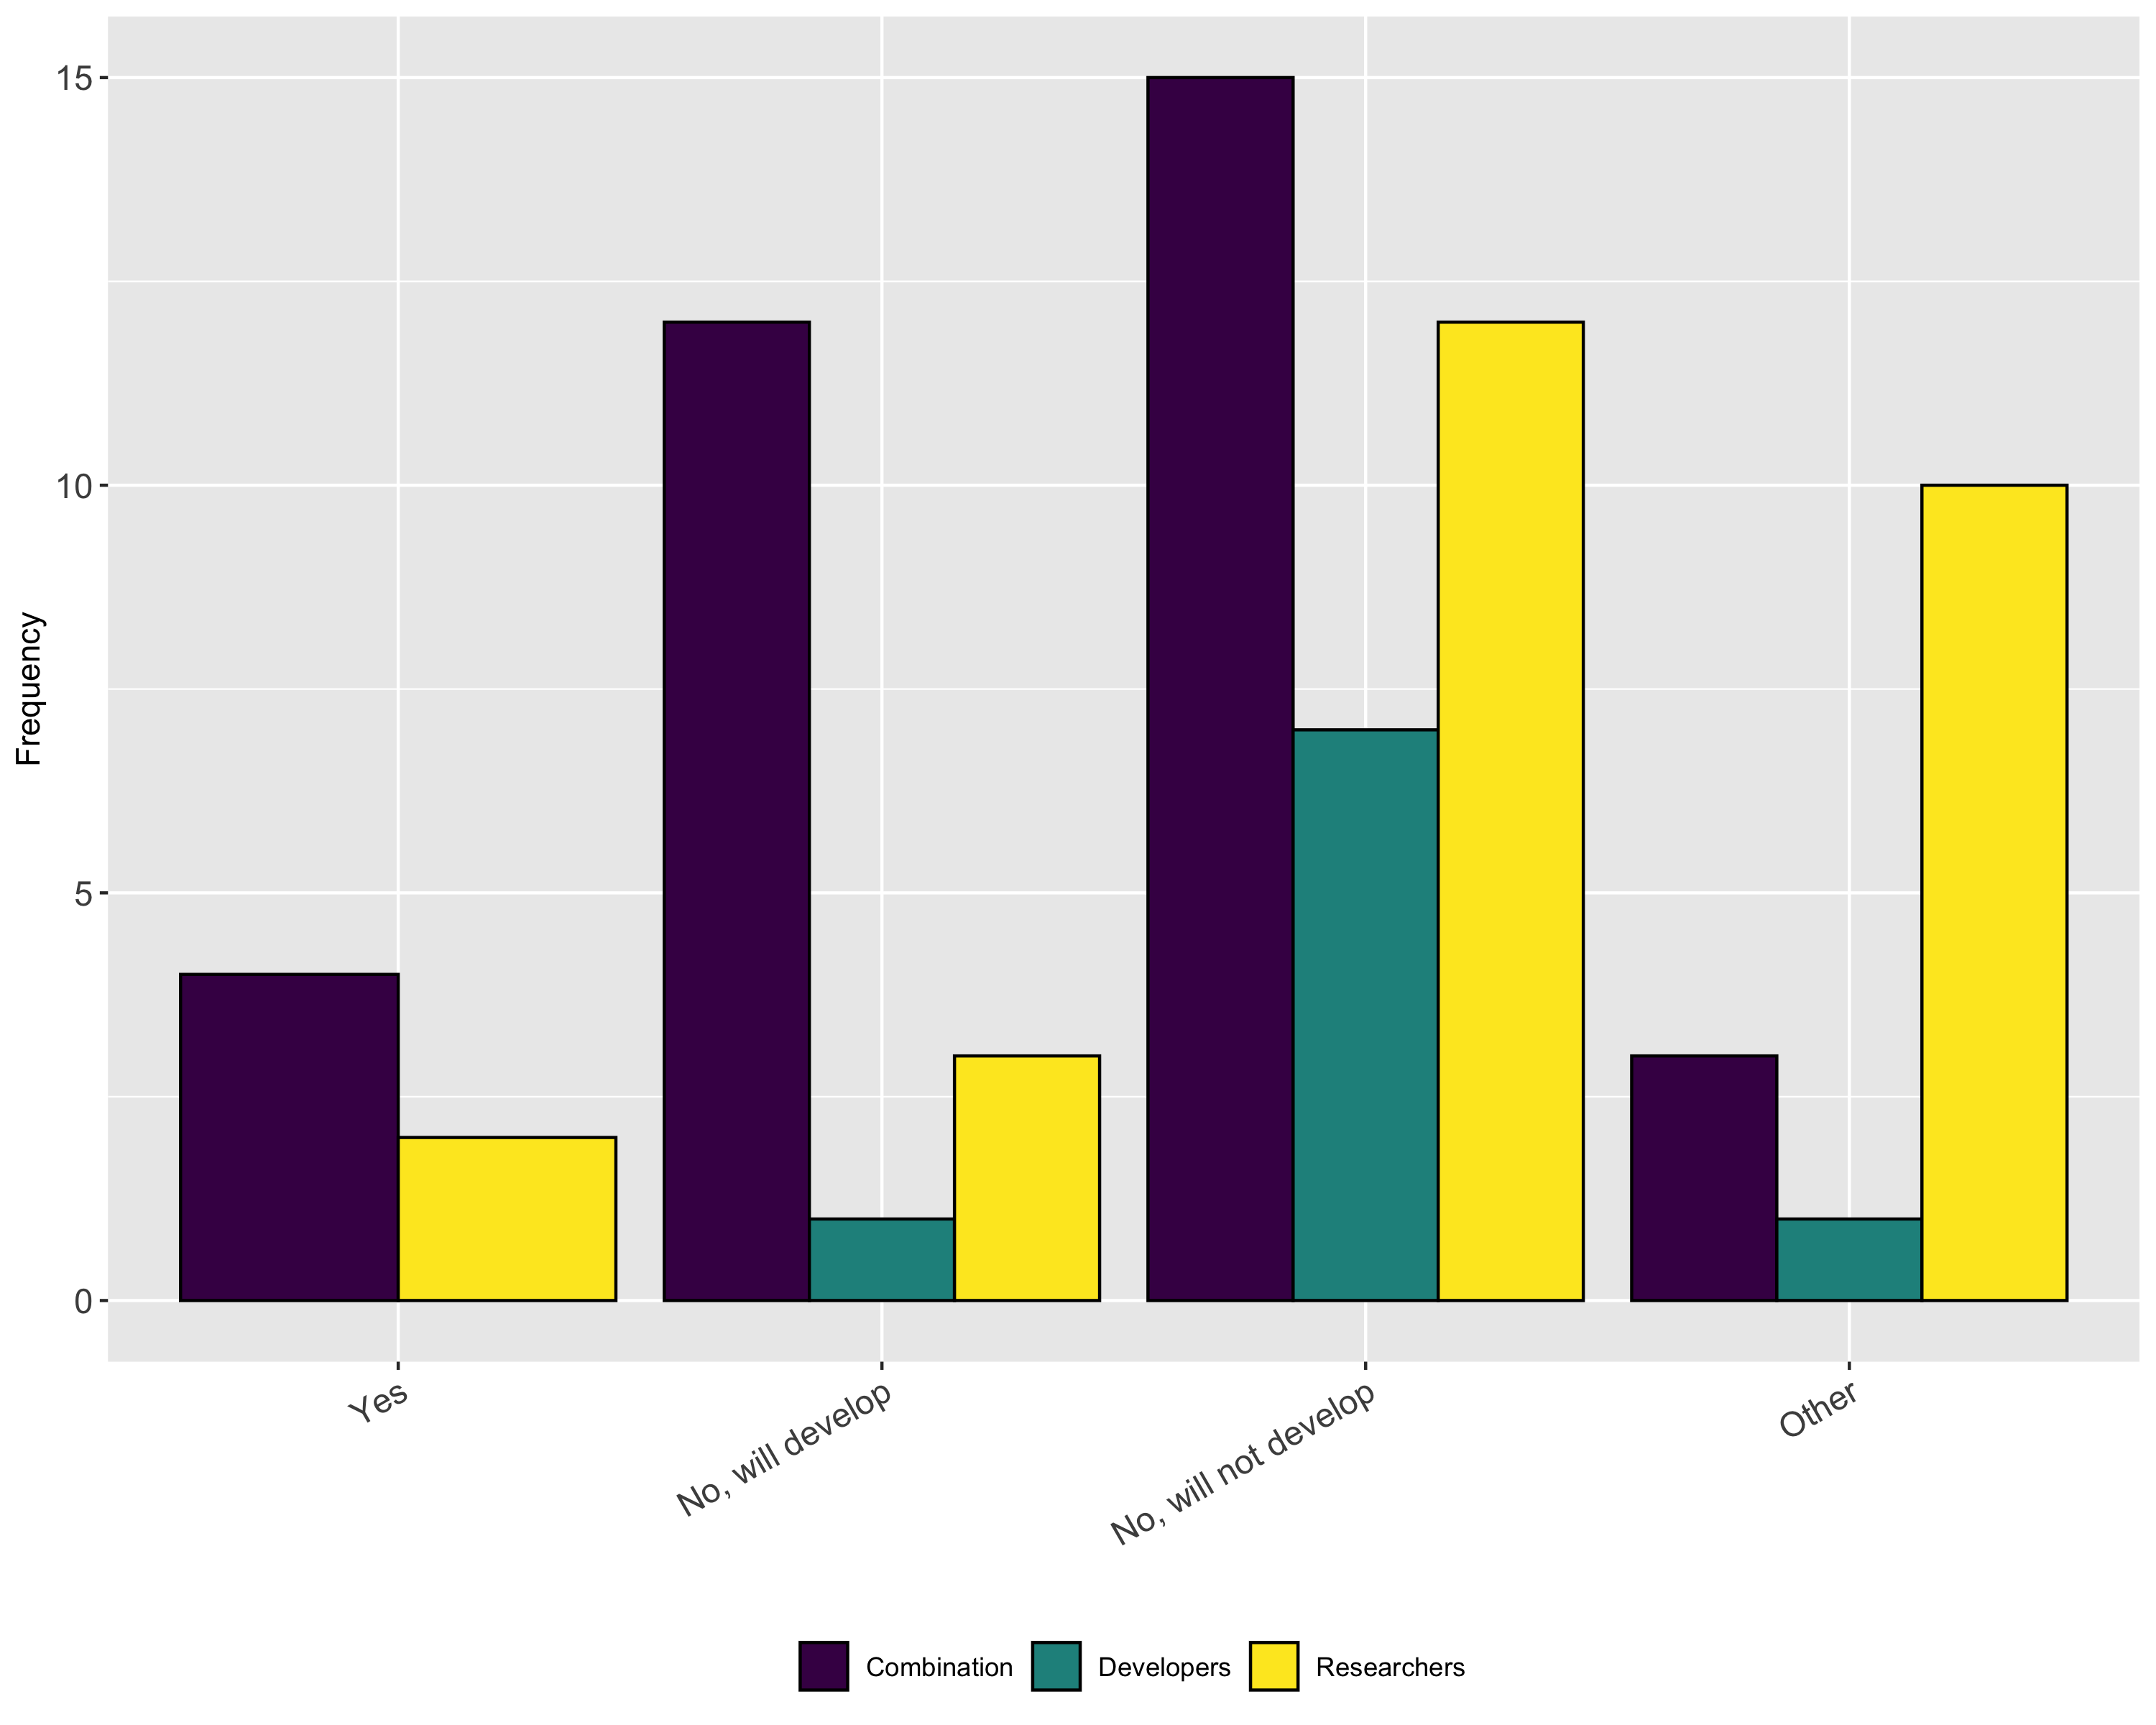 Frequency
15
10
5
0
Yes
No, will develop
No, will not develop
Other
Combination
Developers
Researchers